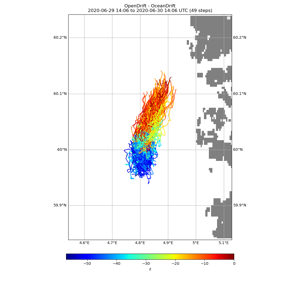 OpenDrift - OceanDrift
2020-06-29 14:06 to 2020-06-30 14:06 UTC (49 steps)
60.2°N 60.2°N
60.1°N 60.1°N
60°N 60°N
59.9°N 59.9°N
4.6°E 4.7°E 4.8°E 4.9°E 5°E 5.1°E
−50 −40 −30 −20 −10 0
z